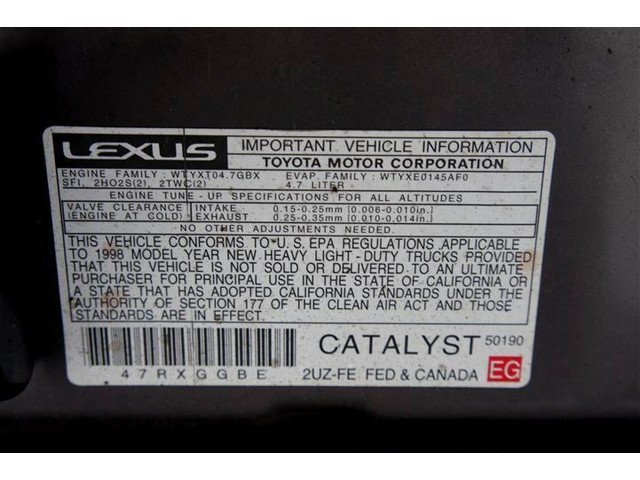 LEXUS
IMPORTANT VEHICLE INFORMATION
TOYOTA MOTOR CORPORATION
ENGINE FAMILY : WTYXT04.7GBX EVAP. FAMILY : WTYXE0145AF0
SFI, 2HO2S(2), 2TWC(2) 4.7 LITER
ENGINE TUNE - UP SPECIFICATIONS FOR ALL ALTITUDES
VALVE CLEARANCE INTAKE 0.15-0.25mm (0.006-0.010in.)
(ENGINE AT COLD) EXHAUST 0.25-0.35mm (0.010-0.014in.)
NO OTHER ADJUSTMENTS NEEDED.
THIS VEHICLE CONFORMS TO U. S. EPA REGULATIONS APPLICABLE
TO 1998 MODEL YEAR NEW HEAVY LIGHT-DUTY TRUCKS PROVIDED
THAT THIS VEHICLE IS NOT SOLD OR DELIVERED TO AN ULTIMATE
PURCHASER FOR PRINCIPAL USE IN THE STATE OF CALIFORNIA OR
A STATE THAT HAS ADOPTED CALIFORNIA STANDARDS UNDER THE
AUTHORITY OF SECTION 177 OF THE CLEAN AIR ACT AND THOSE
STANDARDS ARE IN EFFECT.
CATALYST 50190
47RXGGBE 2UZ-FE FED & CANADA EG